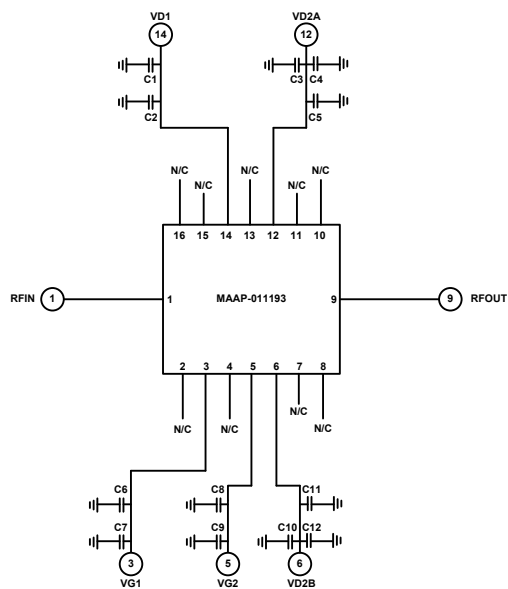 VD1 VD2A
14 12
C1 C3 C4
C2 C5
N/C N/C N/C N/C N/C
16 15 14 13 12 11 10
RFIN 1 1 MAAP-011193 9 9 RFOUT
2 3 4 5 6 7 8
N/C N/C N/C N/C
C6 C8 C11
C7 C9 C10 C12
3 5 6
VG1 VG2 VD2B